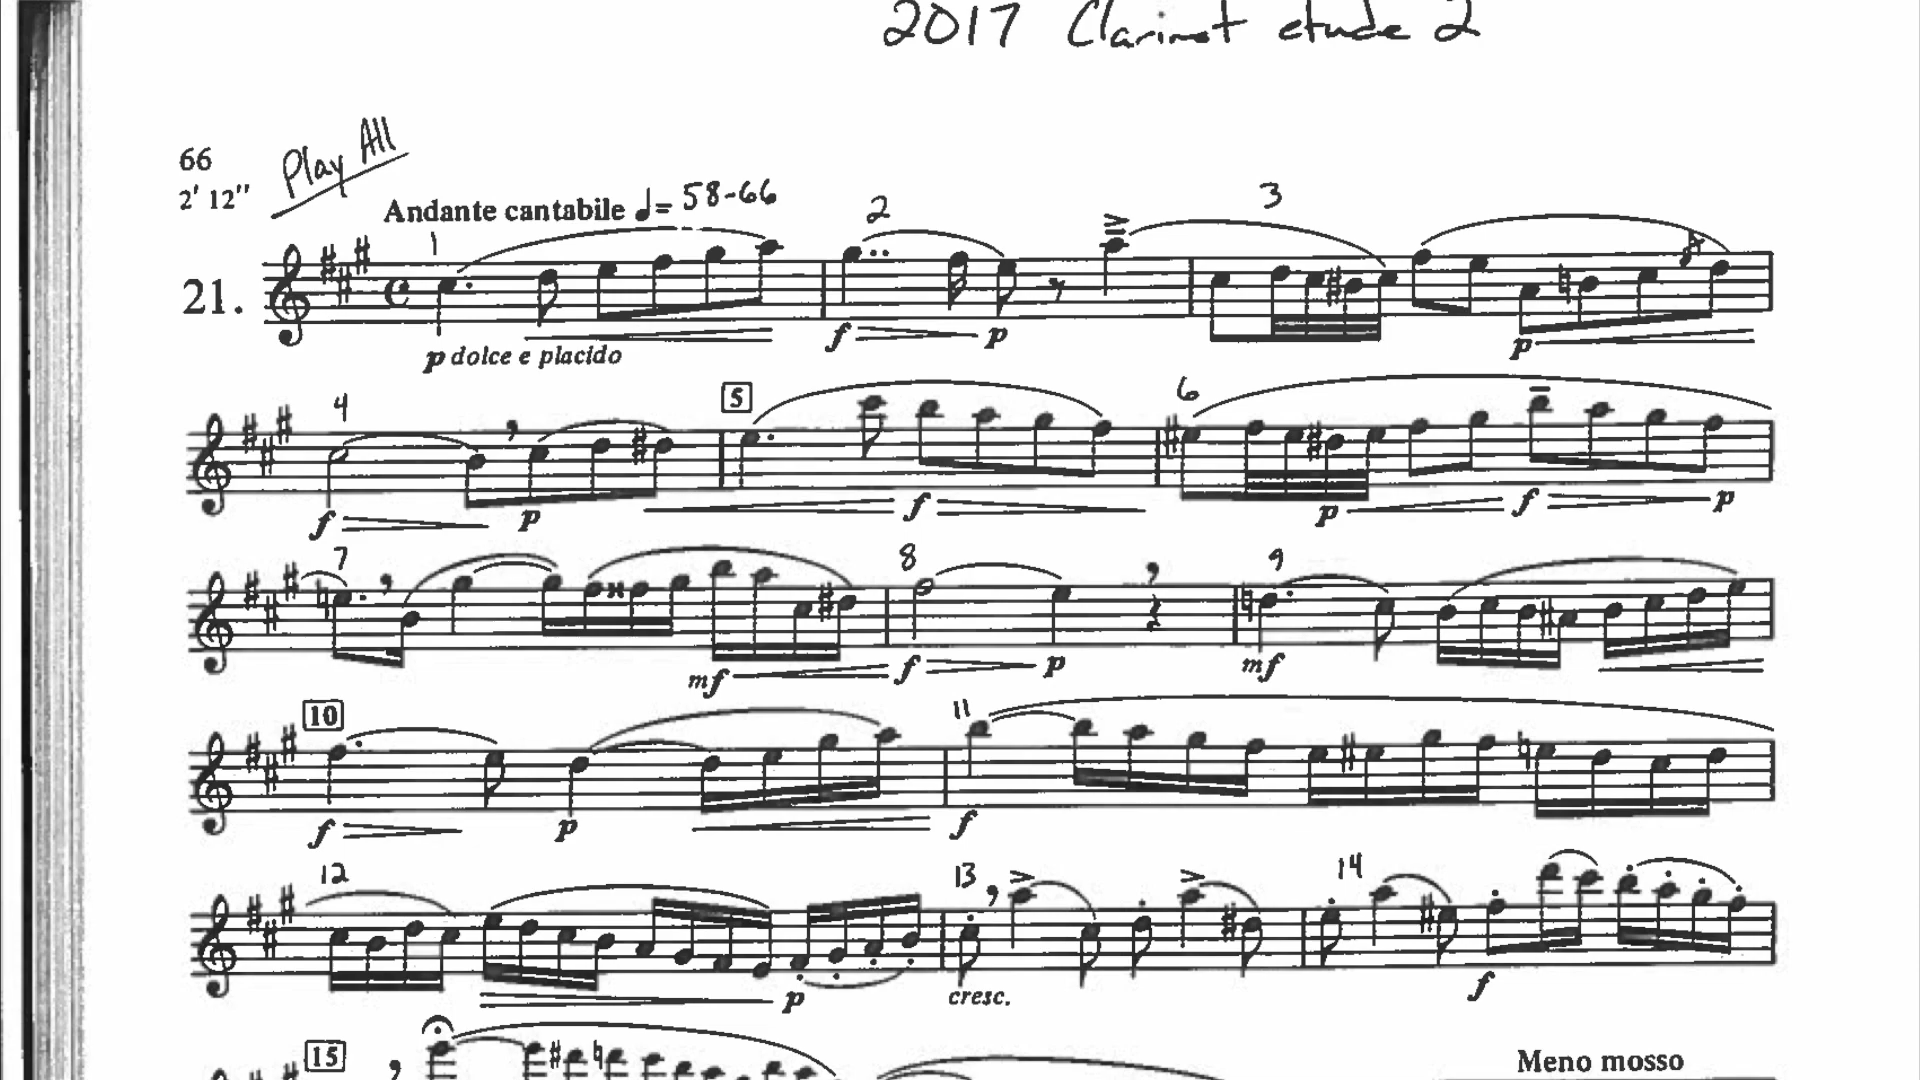 2017 Clarinet etude 2
66
2' 12"
Play All
Andante cantabile ♩= 58-66
1 2 3
21.
p dolce e placido f p p
4 5 6
f p f p f p
7 8 9
mf f p mf
10 11
f p f
12 13 14
p cresc. f
15
Meno mosso